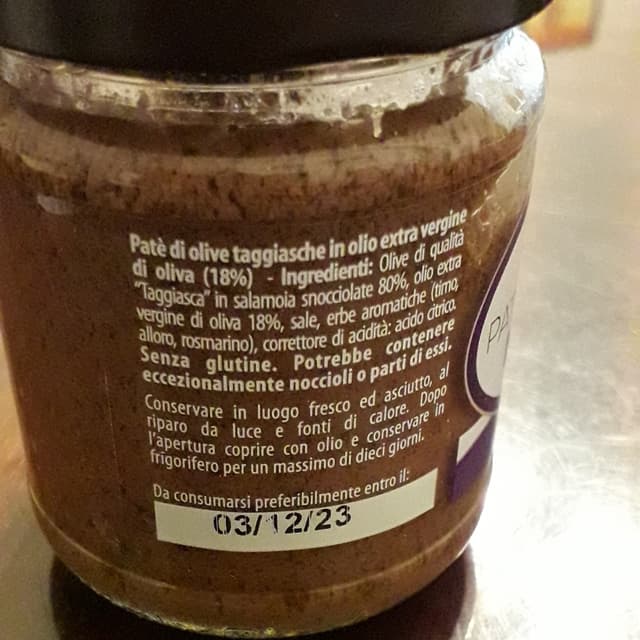 Patè di olive taggiasche in olio extra vergine
di oliva (18%) - Ingredienti: Olive di qualità
"Taggiasca" in salamoia snocciolate 80%, olio extra
vergine di oliva 18%, sale, erbe aromatiche (timo,
alloro, rosmarino), correttore di acidità: acido citrico.
Senza glutine. Potrebbe contenere
eccezionalmente noccioli o parti di essi.
Conservare in luogo fresco ed asciutto, al
riparo da luce e fonti di calore. Dopo
l'apertura coprire con olio e conservare in
frigorifero per un massimo di dieci giorni.
Da consumarsi preferibilmente entro il:
03/12/23